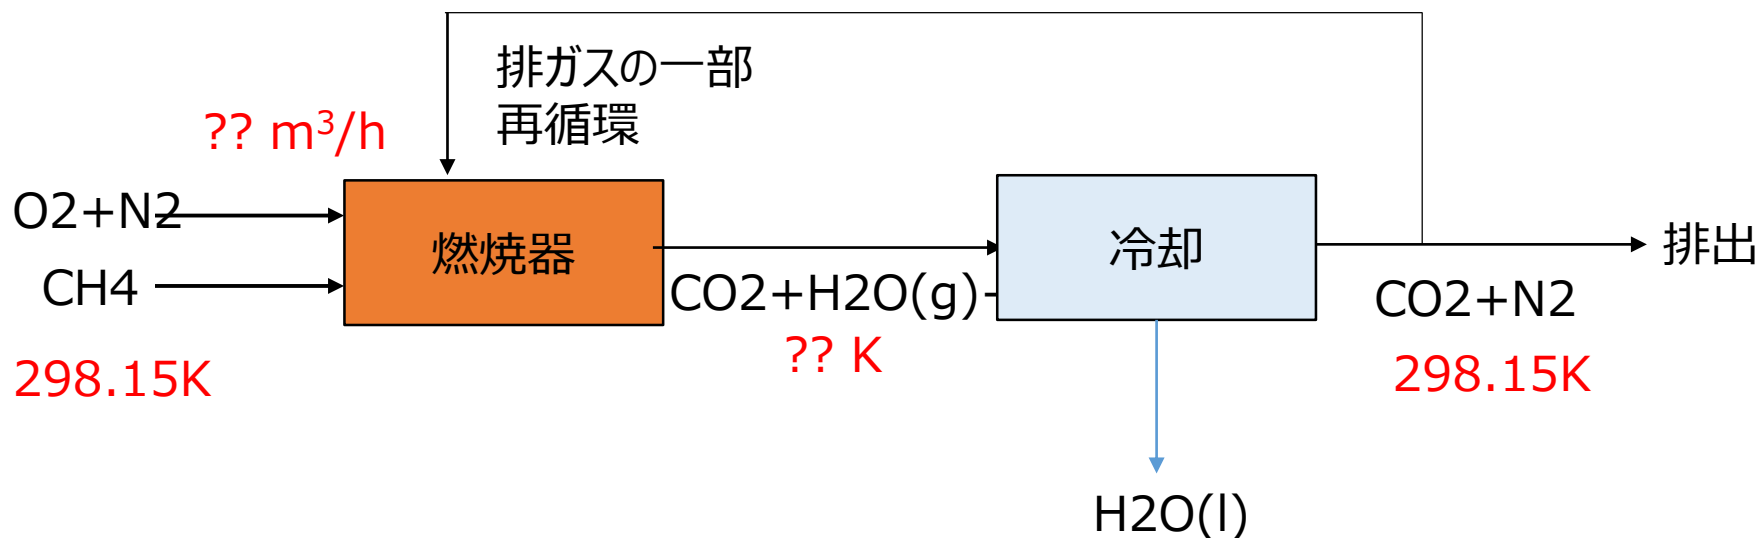 排ガスの一部
再循環
?? m³/h
O2+N2
燃焼器
冷却
排出
CH4
CO2+H2O(g)-
CO2+N2
?? K
298.15K
298.15K
H2O(l)